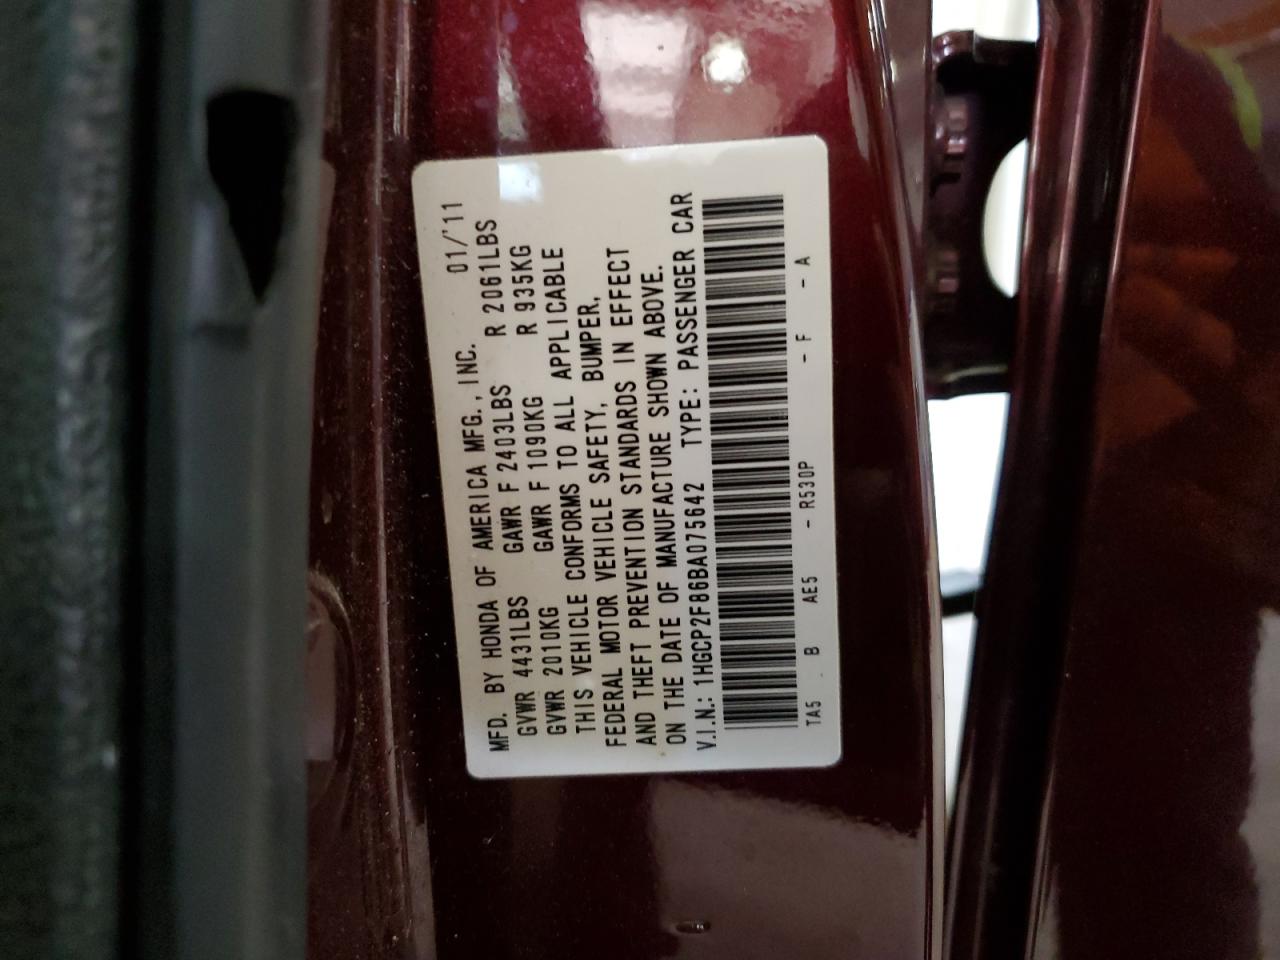 MFD. BY HONDA OF AMERICA MFG., INC. 01/'11
GVWR 4431LBS GAWR F 2403LBS R 2061LBS
GVWR 2010KG GAWR F 1090KG R 935KG
THIS VEHICLE CONFORMS TO ALL APPLICABLE
FEDERAL MOTOR VEHICLE SAFETY, BUMPER,
AND THEFT PREVENTION STANDARDS IN EFFECT
ON THE DATE OF MANUFACTURE SHOWN ABOVE.
V.I.N.: 1HGCP2F86BA075642 TYPE: PASSENGER CAR
TA5 B AE5 - R530P - F - A